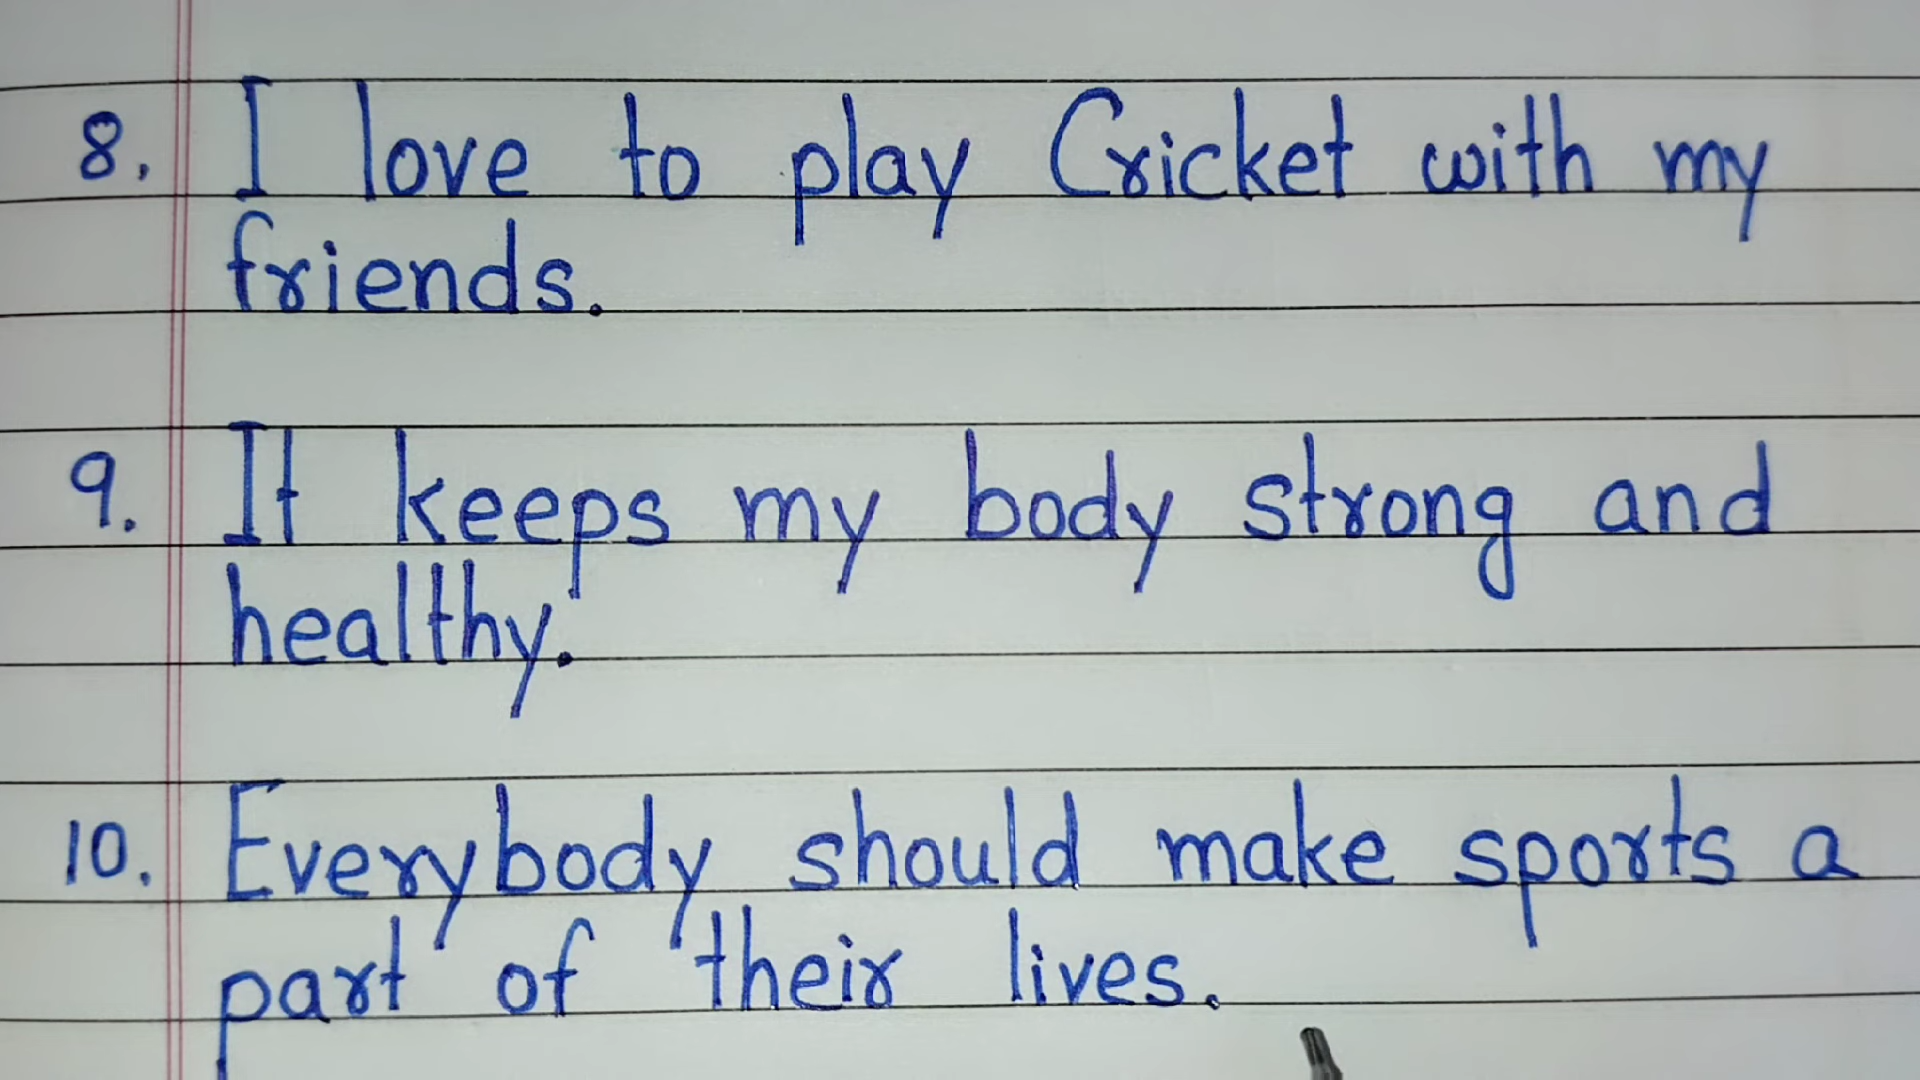 8. I love to play Cricket with my
friends.
9. It keeps my body strong and
healthy.
10. Everybody should make sports a
part of their lives.